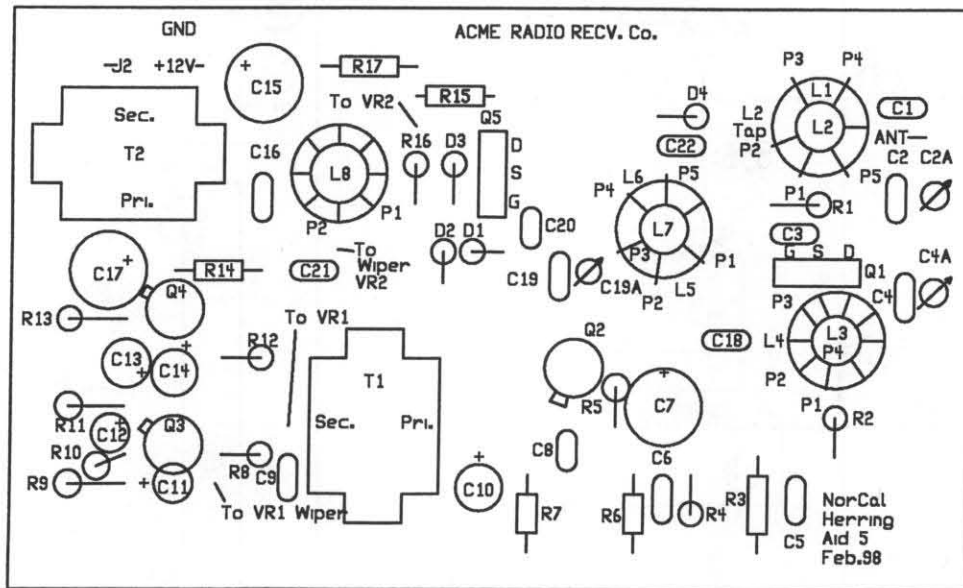 GND
ACME RADIO RECV. Co.
-J2 +12V-
C15
R17
To VR2
R15
Q5
D4
P3 P4
L1
L2
Tap
L2
P2
C1
ANT
Sec.
T2
Pri.
C16
L8
R16
D3
D
S
G
C22
C2 C2A
P5
P1
P2
L6
P5
P4
L7
P3
P1
R1
C3
C20
D2 D1
To
Wiper
VR2
C17
R14
C21
C19
C19A
P2
L5
P1
G S D
Q1
C4A
C4
Q4
R13
To VR1
R12
Q2
P3
L4
L3
P4
P2
C18
C13
C14
T1
R5
C7
P1
R2
R11
C12
Q3
Sec.
Pri.
R10
R9
C11
R8
C9
C8
C6
C10
To VR1 Wiper
R7
R6
R4
R3
C5
NorCal
Herring
Aid 5
Feb.98